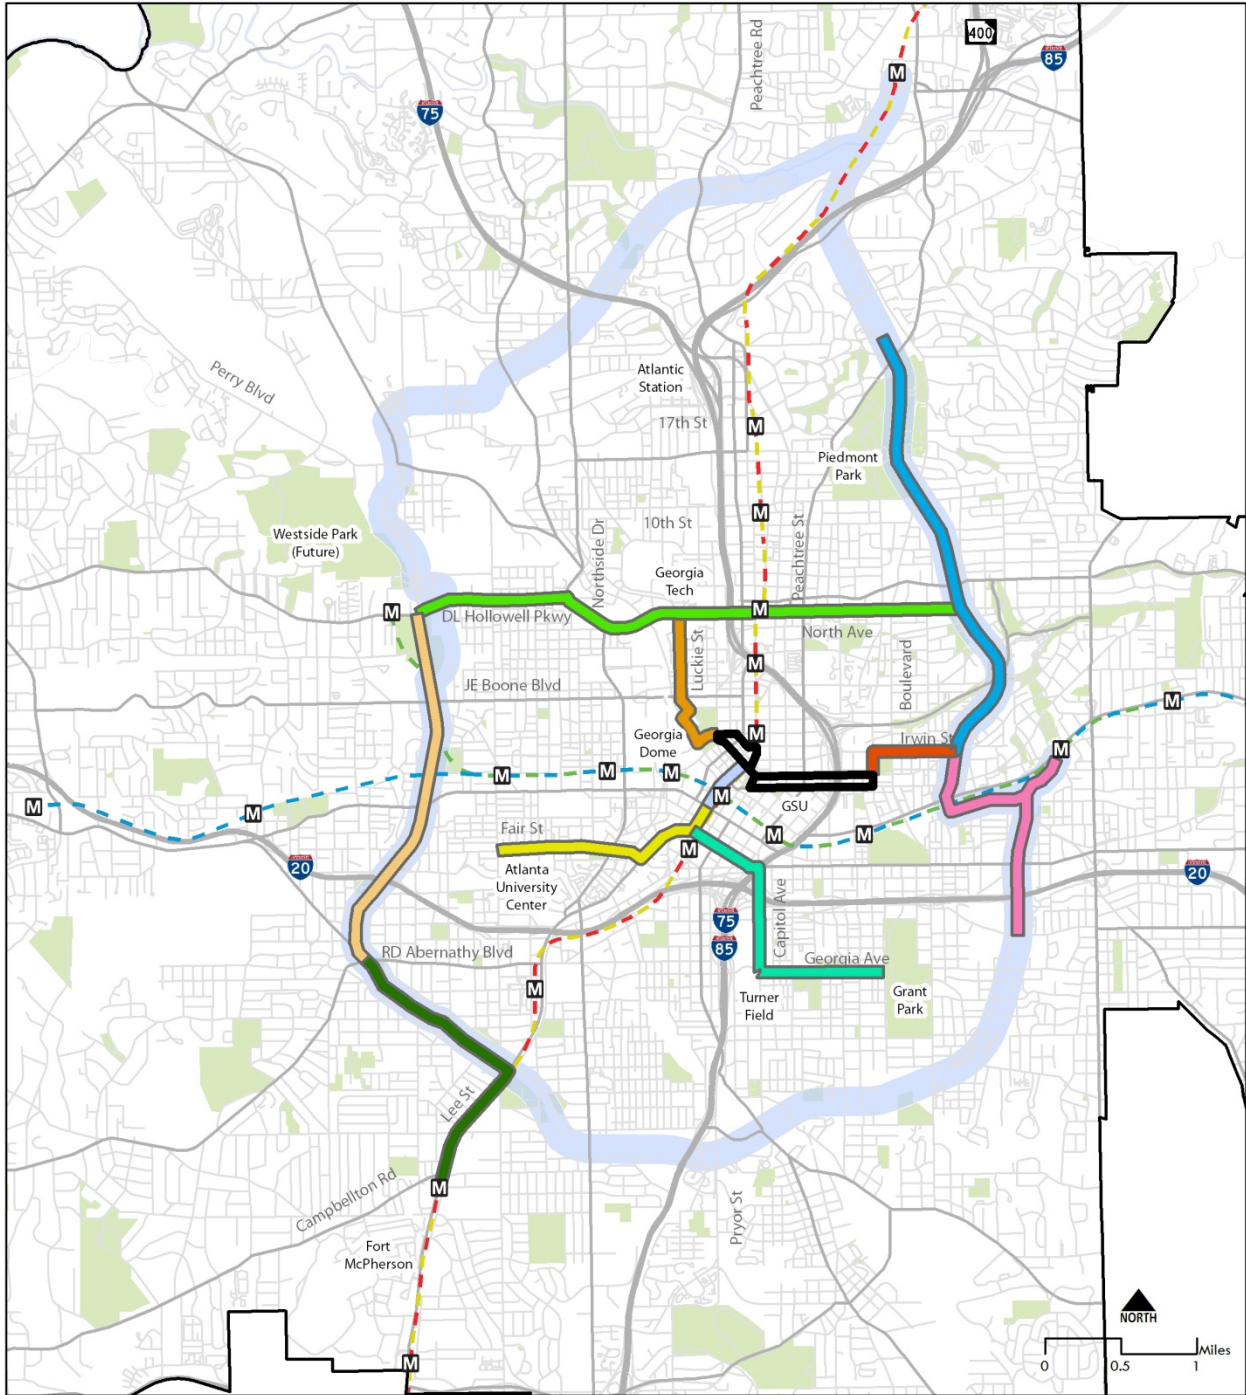 400
85
M
Peachtree Rd
75
Perry Blvd
Atlantic
Station
17th St
M
Piedmont
Park
Westside Park
(Future)
10th St
M
Northside Dr
Peachtree St
Georgia
Tech
M
M
DL Hollowell Pkwy
North Ave
Luckie St
M
Boulevard
JE Boone Blvd
M
Georgia
Dome
M
Irwin St
M
M
M
M
M
M
M
GSU
M
M
Fair St
M
20
Atlanta
University
Center
20
75
85
Capitol Ave
RD Abernathy Blvd
Georgia Ave
M
Turner
Field
Grant
Park
Lee St
Campbellton Rd
M
Pryor St
Fort
McPherson
NORTH
Miles
0
0.5
1
M